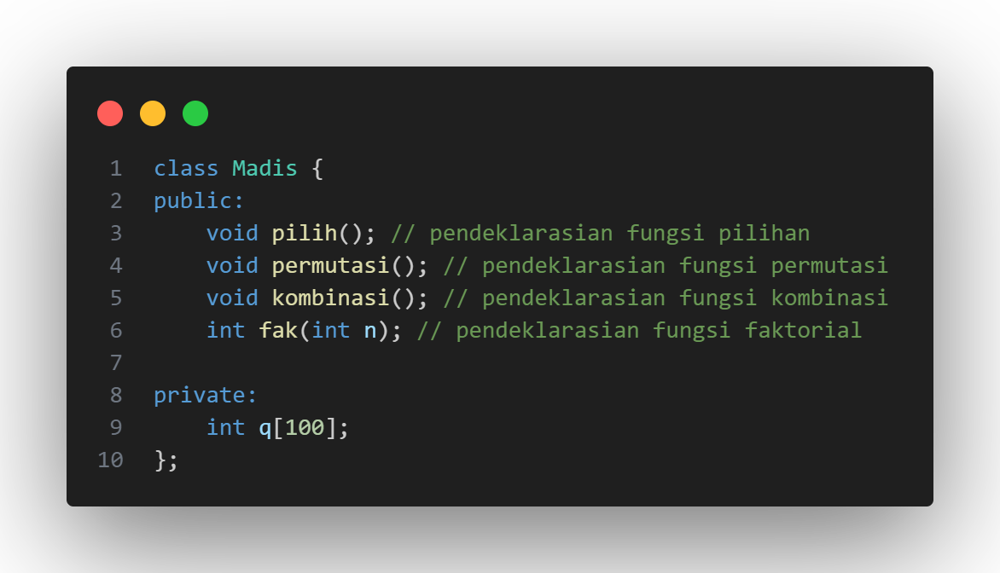 1 class Madis {
2 public:
3     void pilih(); // pendeklarasian fungsi pilihan
4     void permutasi(); // pendeklarasian fungsi permutasi
5     void kombinasi(); // pendeklarasian fungsi kombinasi
6     int fak(int n); // pendeklarasian fungsi faktorial
7
8 private:
9     int q[100];
10 };